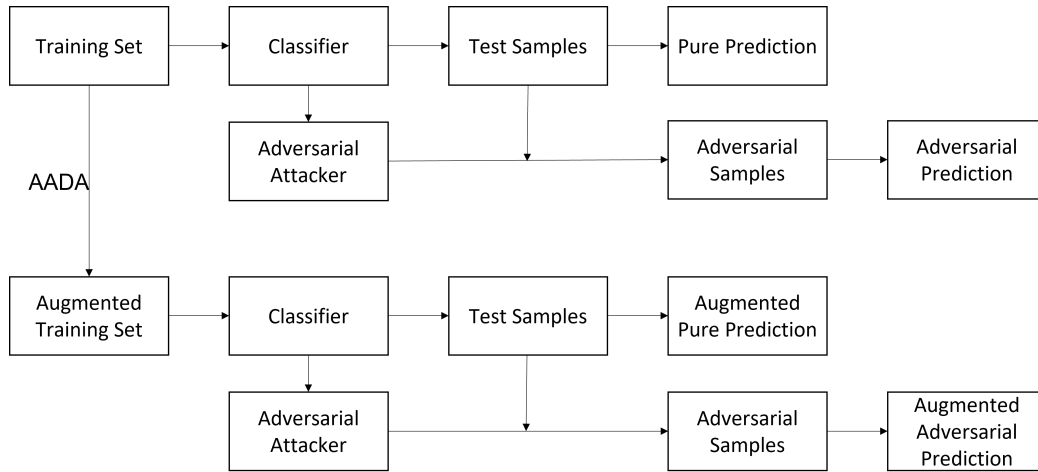 Training Set
Classifier
Test Samples
Pure Prediction
Adversarial
Attacker
Adversarial
Samples
Adversarial
Prediction
AADA
Augmented
Training Set
Classifier
Test Samples
Augmented
Pure Prediction
Adversarial
Attacker
Adversarial
Samples
Augmented
Adversarial
Prediction